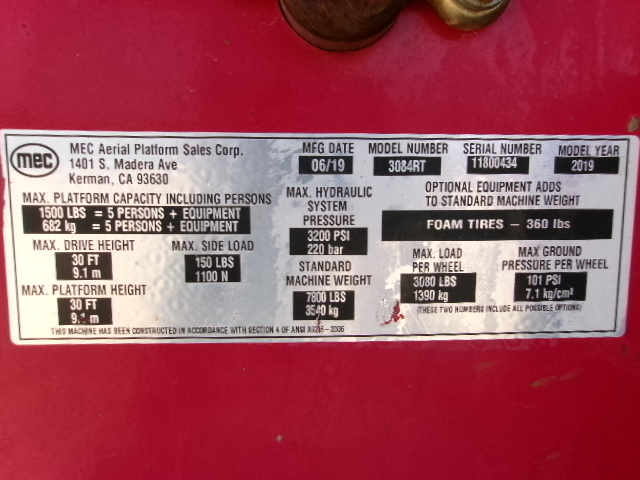 mec
MEC Aerial Platform Sales Corp.
1401 S. Madera Ave
Kerman, CA 93630
MFG DATE
06/19
MODEL NUMBER
3084RT
SERIAL NUMBER
11800434
MODEL YEAR
2019
MAX. PLATFORM CAPACITY INCLUDING PERSONS
1500 LBS = 5 PERSONS + EQUIPMENT
682 kg = 5 PERSONS + EQUIPMENT
MAX. DRIVE HEIGHT
30 FT
9.1 m
MAX. SIDE LOAD
150 LBS
1100 N
MAX. PLATFORM HEIGHT
30 FT
9.1 m
MAX. HYDRAULIC
SYSTEM
PRESSURE
3200 PSI
220 bar
STANDARD
MACHINE WEIGHT
7800 LBS
3540 kg
OPTIONAL EQUIPMENT ADDS
TO STANDARD MACHINE WEIGHT
FOAM TIRES - 360 lbs
MAX. LOAD
PER WHEEL
3080 LBS
1390 kg
MAX GROUND
PRESSURE PER WHEEL
101 PSI
7.1 kg/cm²
(THESE TWO NUMBERS INCLUDE ALL POSSIBLE OPTIONS)
THIS MACHINE HAS BEEN CONSTRUCTED IN ACCORDANCE WITH SECTION 4 OF ANSI A92.6 - 2006